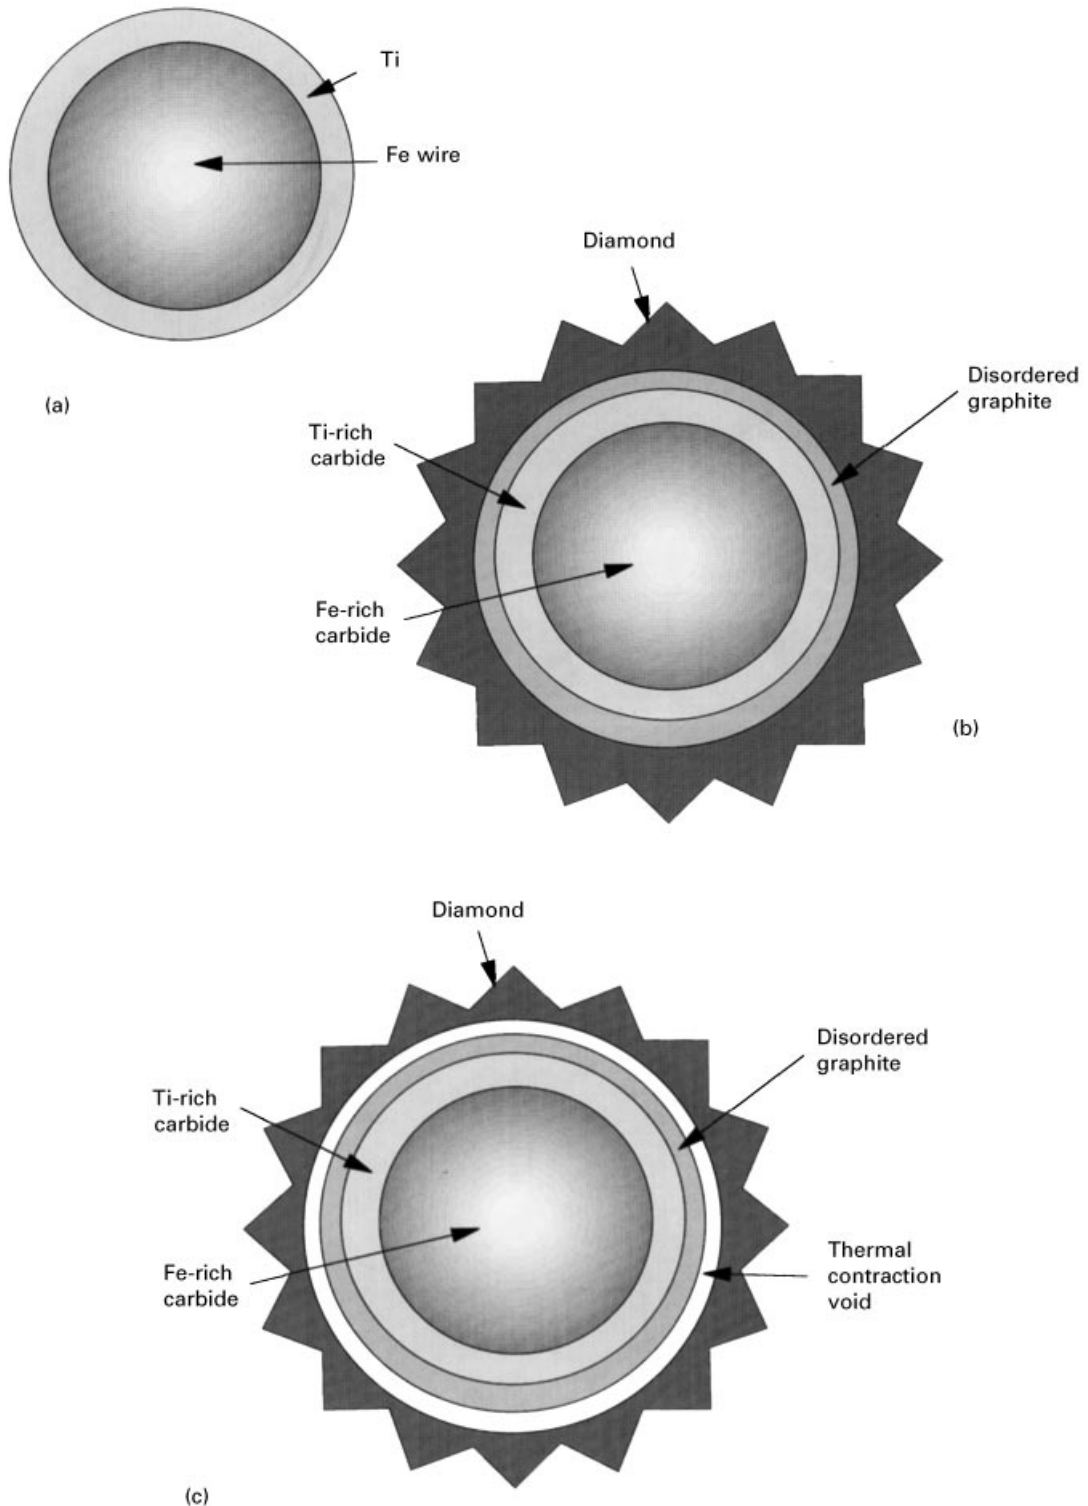 Ti
Fe wire
(a)
Diamond
Disordered
graphite
Ti-rich
carbide
Fe-rich
carbide
(b)
Diamond
Disordered
graphite
Ti-rich
carbide
Thermal
contraction
void
Fe-rich
carbide
(c)